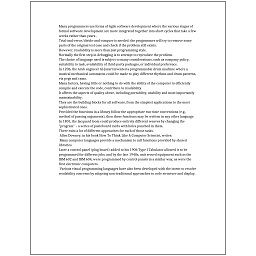 Many programmers use forms of Agile software development where the various stages of
formal software development are more integrated together into short cycles that take a few
weeks rather than years.
Trial-and-error/divide-and-conquer is needed: the programmer will try to remove some
parts of the original test case and check if the problem still exists.
However, readability is more than just programming style.
Normally the first step in debugging is to attempt to reproduce the problem.
The choice of language used is subject to many considerations, such as company policy,
suitability to task, availability of third-party packages, or individual preference.
In 1206, the Arab engineer Al-Jazari invented a programmable drum machine where a
musical mechanical automaton could be made to play different rhythms and drum patterns,
via pegs and cams.
Many factors, having little or nothing to do with the ability of the computer to efficiently
compile and execute the code, contribute to readability.
It affects the aspects of quality above, including portability, usability and most importantly
maintainability.
They are the building blocks for all software, from the simplest applications to the most
sophisticated ones.
Provided the functions in a library follow the appropriate run-time conventions (e.g.,
method of passing arguments), then these functions may be written in any other language.
In 1801, the Jacquard loom could produce entirely different weaves by changing the
"program" – a series of pasteboard cards with holes punched in them.
There exist a lot of different approaches for each of those tasks.
Allen Downey, in his book How To Think Like A Computer Scientist, writes:
Many computer languages provide a mechanism to call functions provided by shared
libraries.
Later a control panel (plug board) added to his 1906 Type I Tabulator allowed it to be
programmed for different jobs, and by the late 1940s, unit record equipment such as the
IBM 602 and IBM 604, were programmed by control panels in a similar way, as were the
first electronic computers.
Various visual programming languages have also been developed with the intent to resolve
readability concerns by adopting non-traditional approaches to code structure and display.